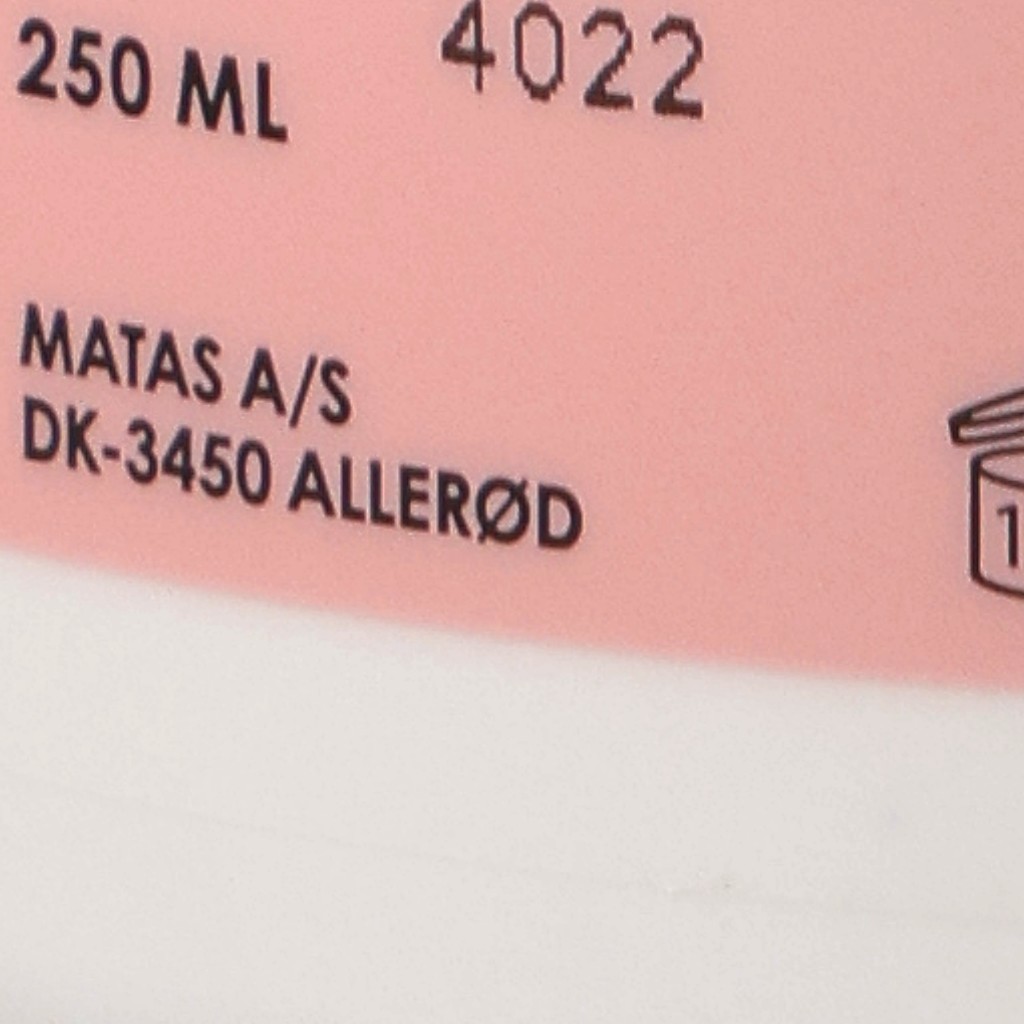 250 ML
4022
MATAS A/S
DK-3450 ALLERØD